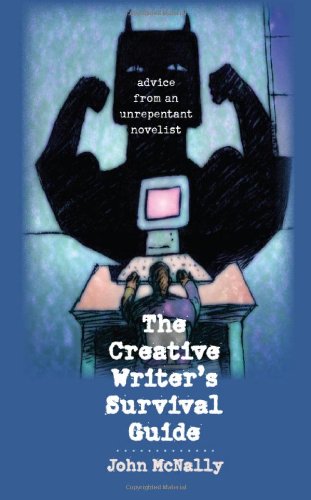 advice
from an
unrepentant
novelist
The
Creative
Writer's
Survival
Guide
John McNally